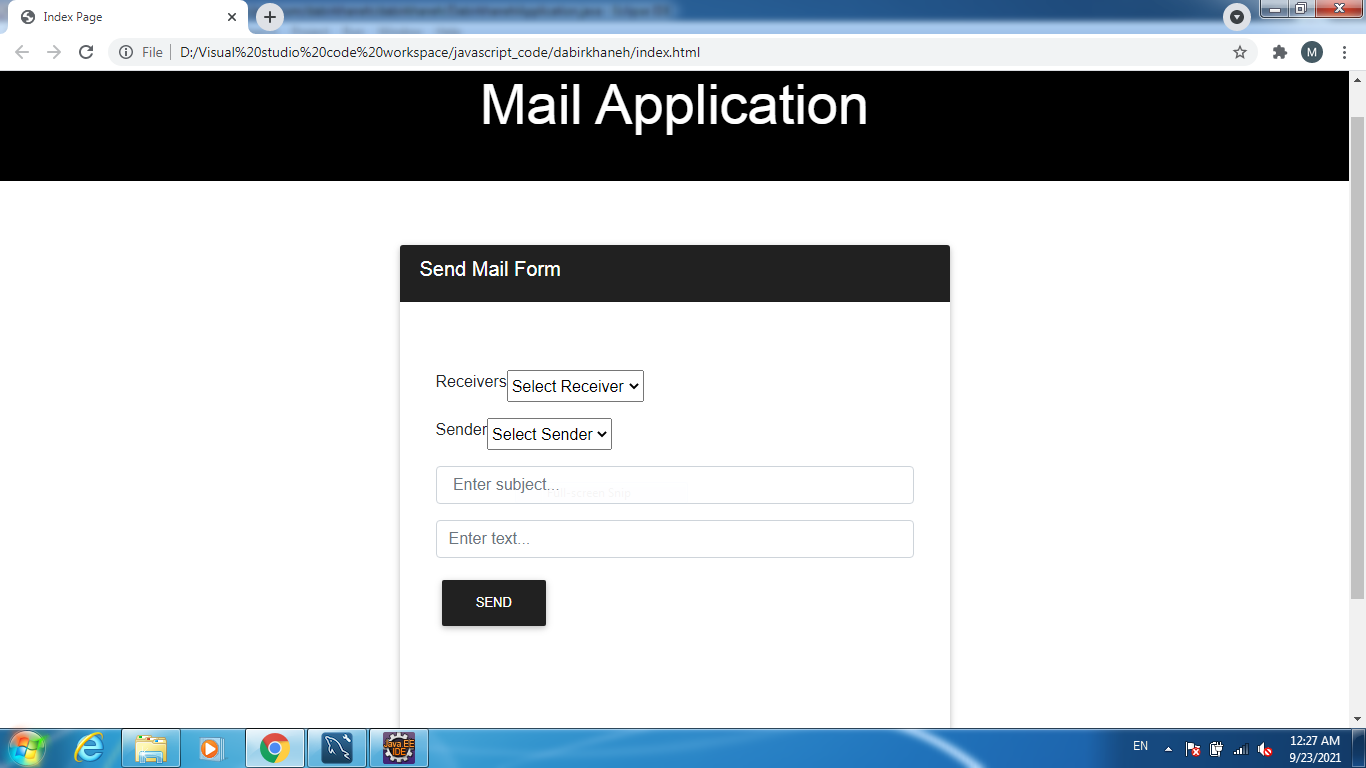 Index Page
File D:/Visual%20studio%20code%20workspace/javascript_code/dabirkhaneh/index.html
M
Mail Application
Send Mail Form
Receivers Select Receiver
Sender Select Sender
Enter subject...
Enter text...
SEND
Java EE
IDE
EN
12:27 AM
9/23/2021